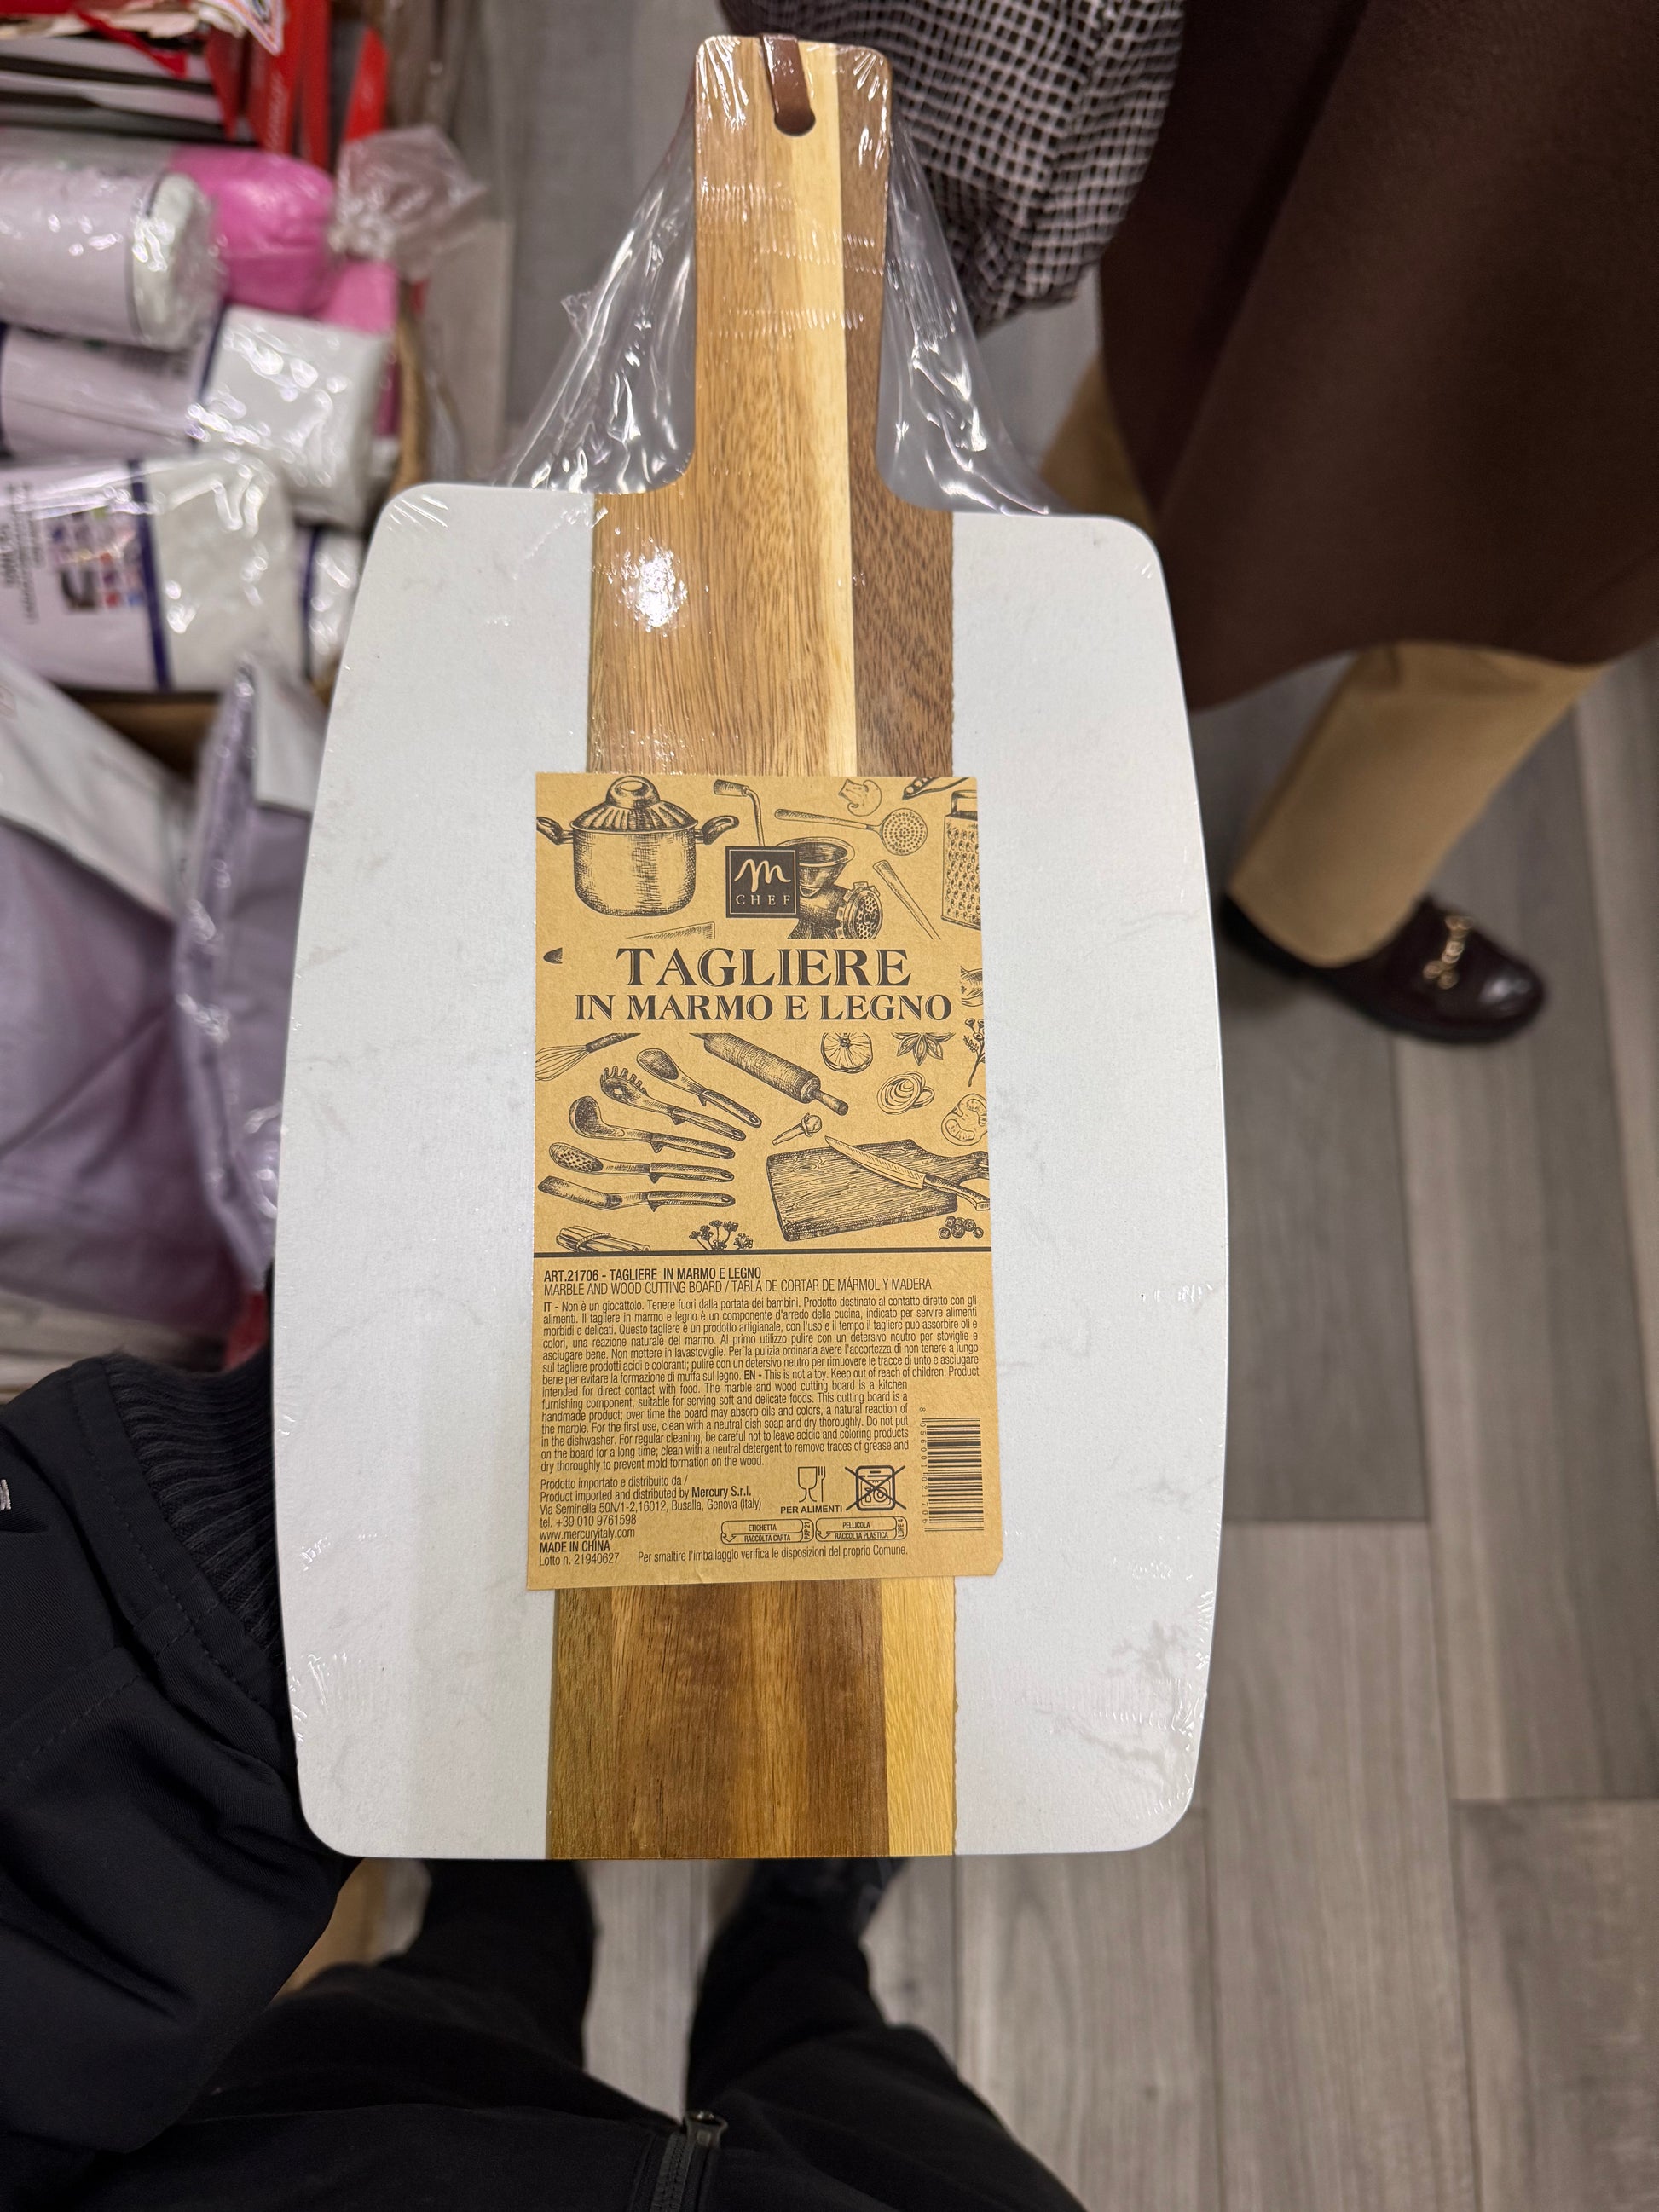 m
CHEF
TAGLIERE
IN MARMO E LEGNO
ART.21706 - TAGLIERE IN MARMO E LEGNO
MARBLE AND WOOD CUTTING BOARD / TABLA DE CORTAR DE MÁRMOL Y MADERA
IT - Non è un giocattolo. Tenere fuori dalla portata dei bambini. Prodotto destinato al contatto diretto con gli
alimenti. Il tagliere in marmo e legno è un componente d'arredo della cucina, indicato per servire alimenti
morbidi e delicati. Questo tagliere è un prodotto artigianale, con l'uso e il tempo il tagliere può assorbire oli e
colori, una reazione naturale del marmo. Al primo utilizzo pulire con un detersivo neutro per stoviglie e
asciugare bene. Non mettere in lavastoviglie. Per la pulizia ordinaria avere l'accortezza di non tenere a lungo
sul tagliere prodotti acidi e coloranti; pulire con un detersivo neutro per rimuovere le tracce di unto e asciugare
bene per evitare la formazione di muffa sul legno. EN - This is not a toy. Keep out of reach of children. Product
intended for direct contact with food. The marble and wood cutting board is a kitchen
furnishing component, suitable for serving soft and delicate foods. This cutting board is a
handmade product; over time the board may absorb oils and colors, a natural reaction of
the marble. For the first use, clean with a neutral dish soap and dry thoroughly. Do not put
in the dishwasher. For regular cleaning, be careful not to leave acidic and coloring products
on the board for a long time; clean with a neutral detergent to remove traces of grease and
dry thoroughly to prevent mold formation on the wood.
Prodotto importato e distribuito da /
Product imported and distributed by Mercury S.r.l.
Via Seminella 50N/1-2,16012, Busalla, Genova (Italy)
tel. +39 010 9761598
www.mercuryitaly.com
MADE IN CHINA
Lotto n. 21940627
PER ALIMENTI
ETICHETTA
RACCOLTA CARTA
PAP 21
PELLICOLA
RACCOLTA PLASTICA
LDPE 4
Per smaltire l'imballaggio verifica le disposizioni del proprio Comune.